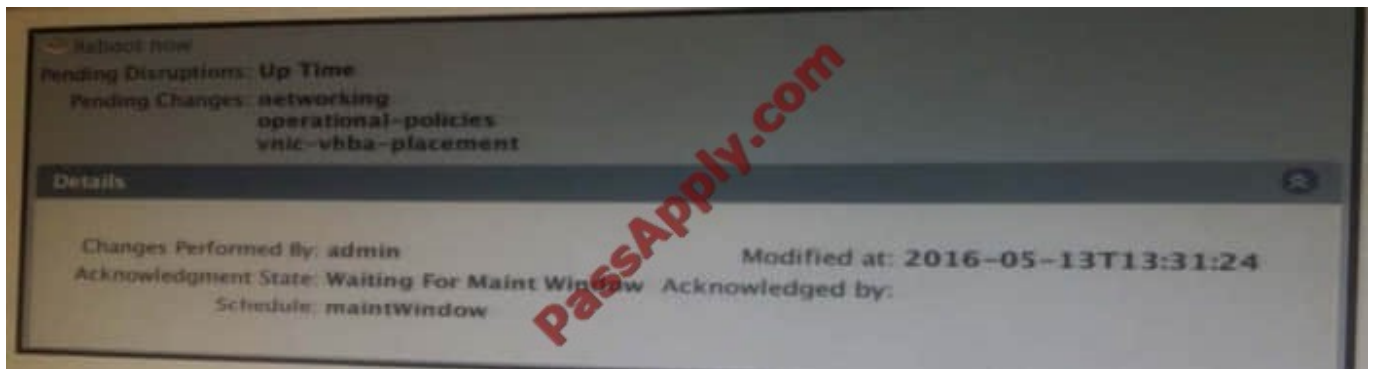 Reboot now
Pending Disruptions: Up Time
Pending Changes: networking
operational-policies
vnic-vhba-placement
Details
Changes Performed By: admin
Modified at: 2016-05-13T13:31:24
Acknowledgment State: Waiting For Maint Window
Acknowledged by:
Schedule: maintWindow
PassApply.com